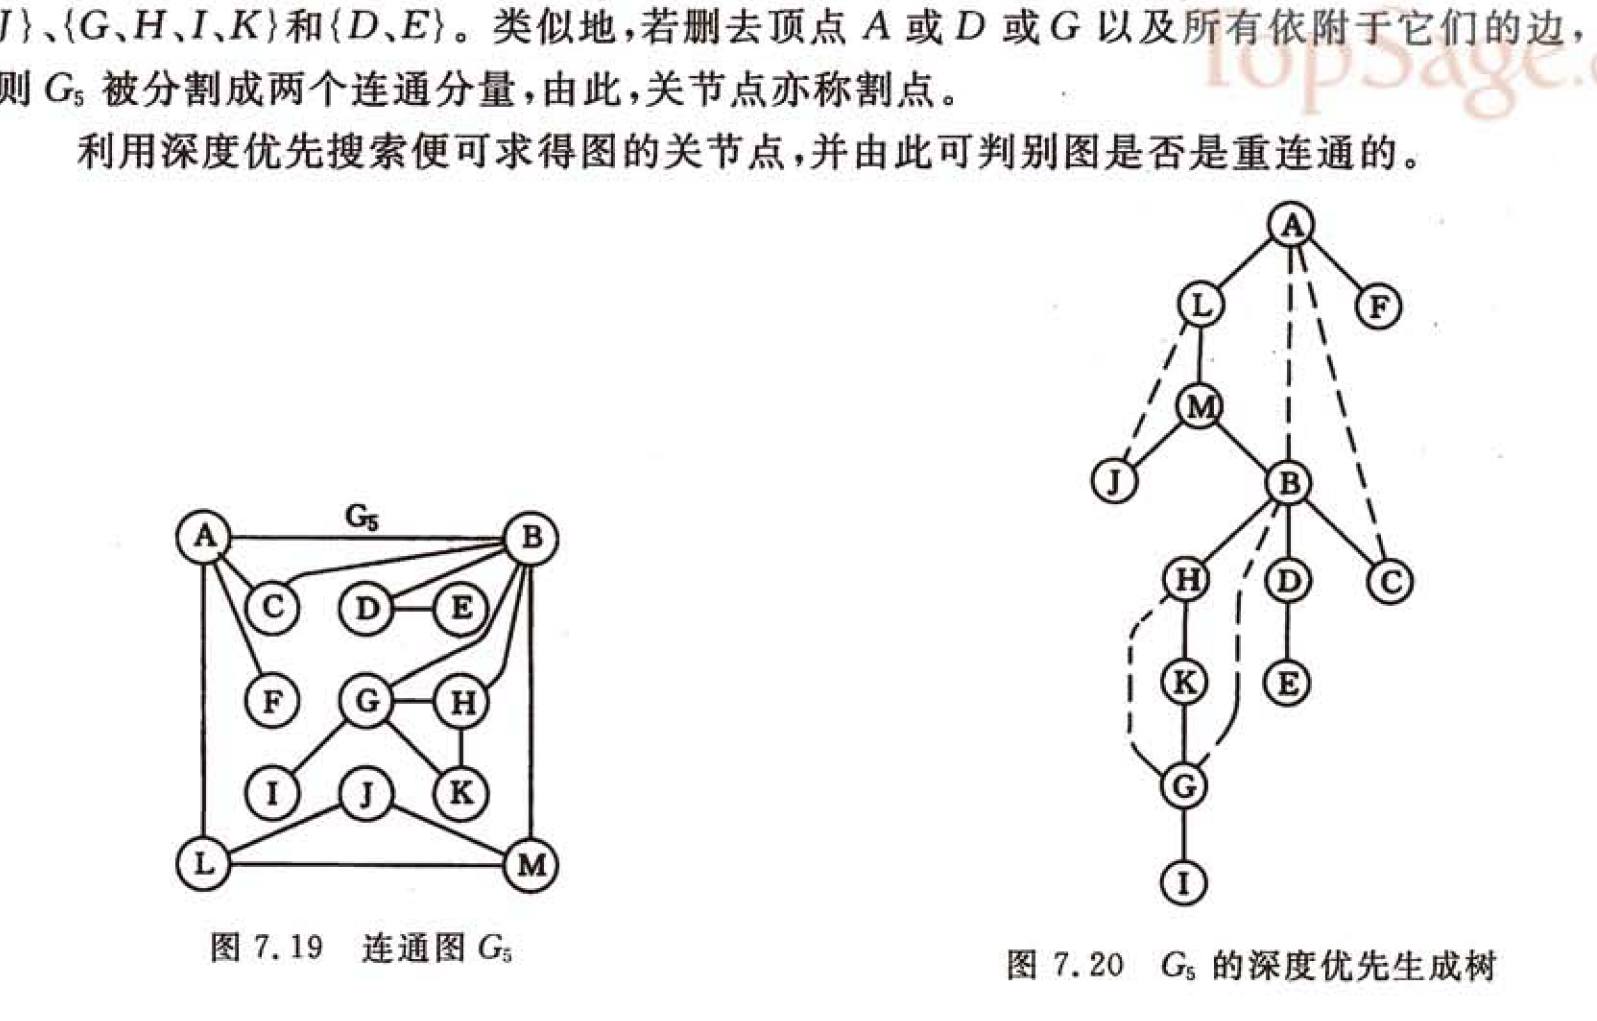 J}、{G、H、I、K}和{D、E}。类似地,若删去顶点 A 或 D 或 G 以及所有依附于它们的边,
则 G5 被分割成两个连通分量,由此,关节点亦称割点。
TopSage.
利用深度优先搜索便可求得图的关节点,并由此可判别图是否是重连通的。
A
L
F
M
J
B
H
D
C
K
E
G
I
G5
A
B
C
D
E
F
G
H
I
J
K
L
M
图 7.19 连通图 G5
图 7.20 G5 的深度优先生成树